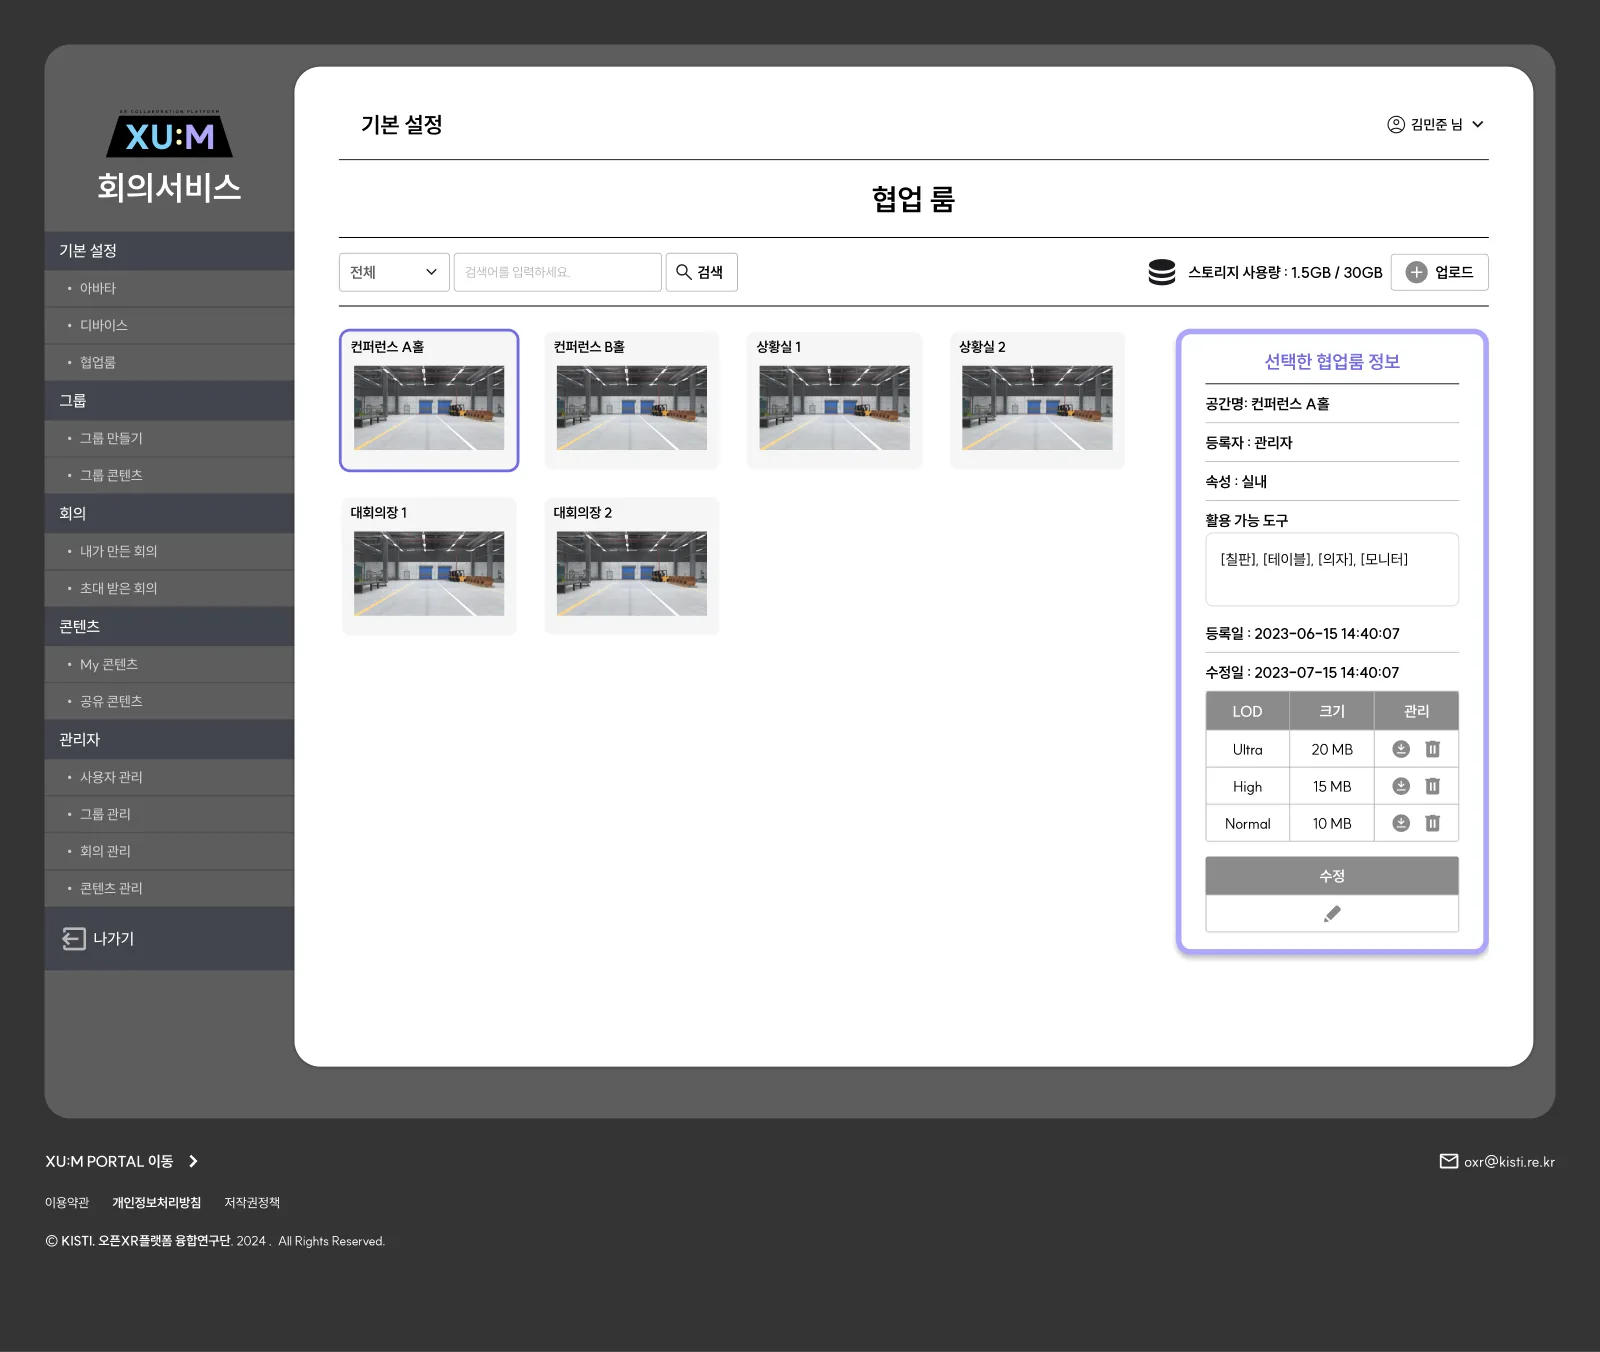 XR COLLABORATION PLATFORM
XU:M
회의서비스
기본 설정
• 아바타
• 디바이스
• 협업룸
그룹
• 그룹 만들기
• 그룹 콘텐츠
회의
• 내가 만든 회의
• 초대 받은 회의
콘텐츠
• My 콘텐츠
• 공유 콘텐츠
관리자
• 사용자 관리
• 그룹 관리
• 회의 관리
• 콘텐츠 관리
나가기
기본 설정
김민준 님
협업 룸
전체
검색어를 입력하세요.
검색
스토리지 사용량 : 1.5GB / 30GB
업로드
컨퍼런스 A홀
컨퍼런스 B홀
상황실 1
상황실 2
대회의장 1
대회의장 2
선택한 협업룸 정보
공간명: 컨퍼런스 A홀
등록자 : 관리자
속성 : 실내
활용 가능 도구
[칠판], [테이블], [의자], [모니터]
등록일 : 2023-06-15 14:40:07
수정일 : 2023-07-15 14:40:07
LOD 크기 관리
Ultra 20 MB
High 15 MB
Normal 10 MB
수정
XU:M PORTAL 이동
oxr@kisti.re.kr
이용약관 개인정보처리방침 저작권정책
© KISTI. 오픈XR플랫폼 융합연구단. 2024 . All Rights Reserved.